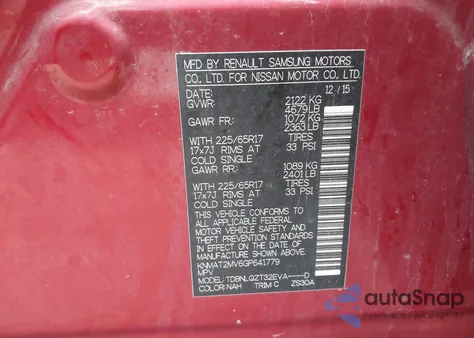 MFD BY RENAULT SAMSUNG MOTORS
CO., LTD. FOR NISSAN MOTOR CO., LTD.
DATE: 12 / 15
GVWR: 2122 KG
4679 LB
GAWR FR: 1072 KG
2363 LB
WITH 225/65R17 TIRES
17x7J RIMS AT 33 PSI
COLD SINGLE
GAWR RR: 1089 KG
2401 LB
WITH 225/65R17 TIRES
17x7J RIMS AT 33 PSI
COLD SINGLE
THIS VEHICLE CONFORMS TO
ALL APPLICABLE FEDERAL
MOTOR VEHICLE SAFETY AND
THEFT PREVENTION STANDARDS
IN EFFECT ON THE DATE OF
MANUFACTURE SHOWN ABOVE.
KNMAT2MV6GP641779
MPV
MODEL: TDBNLQZT32EVA----D
COLOR: NAH TRIM: C ZS30A
autoSnap